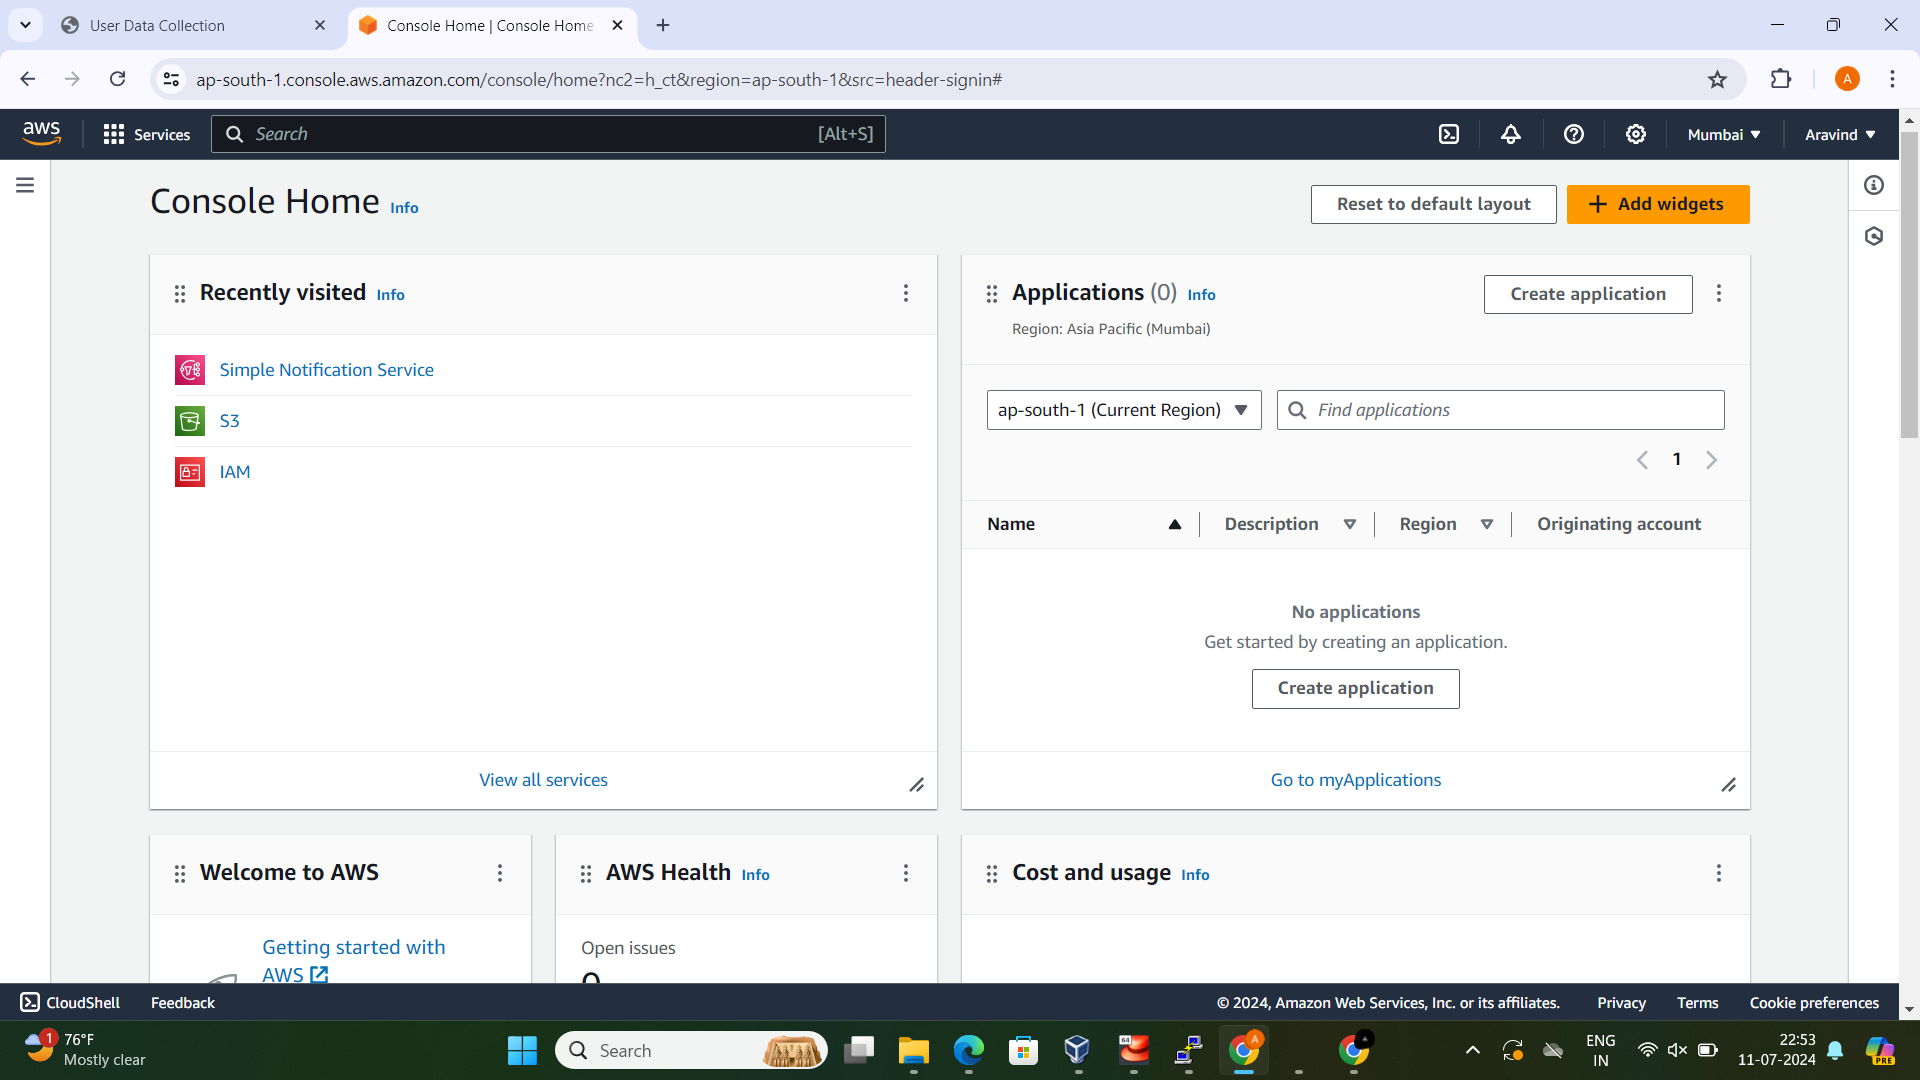 User Data Collection
Console Home | Console Home
ap-south-1.console.aws.amazon.com/console/home?nc2=h_ct&region=ap-south-1&src=header-signin#
A
aws
Services
Search
[Alt+S]
Mumbai
Aravind
Console Home Info
Reset to default layout
Add widgets
Recently visited Info
Simple Notification Service
S3
IAM
View all services
Applications (0) Info
Region: Asia Pacific (Mumbai)
Create application
ap-south-1 (Current Region)
Find applications
1
Name
Description
Region
Originating account
No applications
Get started by creating an application.
Create application
Go to myApplications
Welcome to AWS
Getting started with
AWS
AWS Health Info
Open issues
0
Cost and usage Info
CloudShell
Feedback
© 2024, Amazon Web Services, Inc. or its affiliates.
Privacy
Terms
Cookie preferences
1
76°F
Mostly clear
Search
64
A
ENG
IN
22:53
11-07-2024
PRE